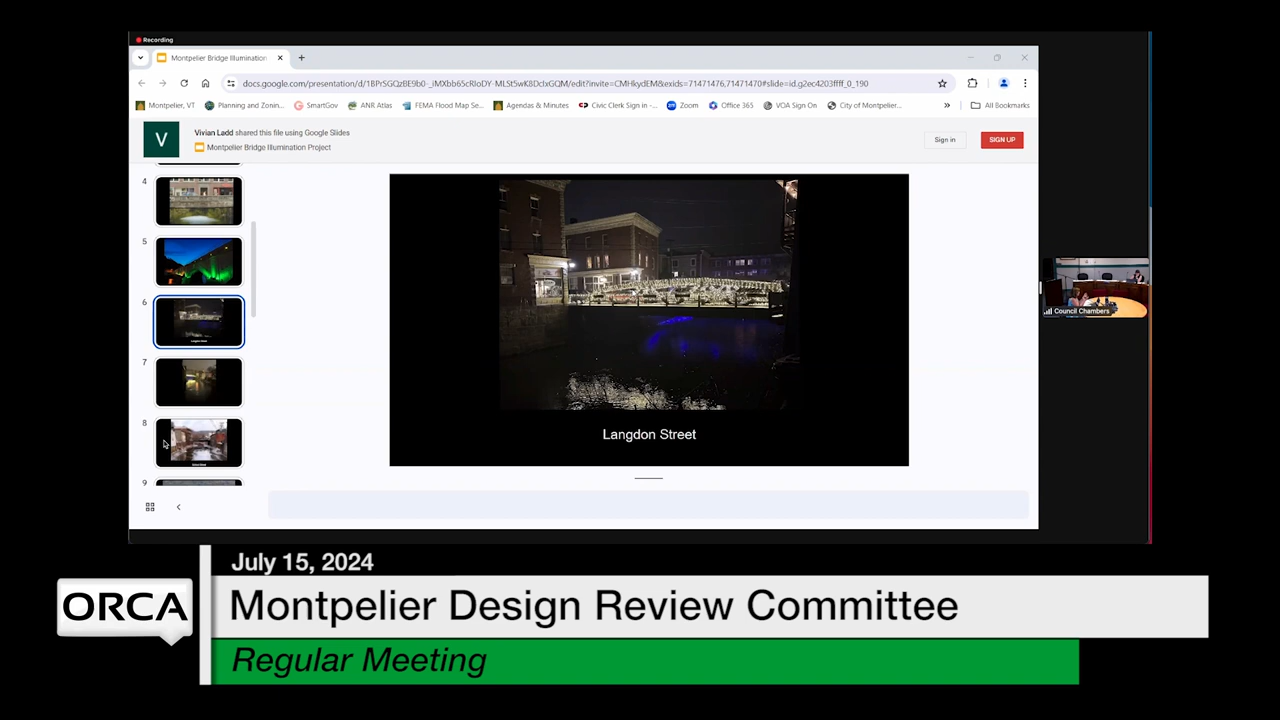 Recording
Montpelier Bridge Illumination
docs.google.com/presentation/d/1BPrSGQzBE9b0-_iMXbb65cRloDY-MLSt5wK8DcIxGQM/edit?invite=CMHkydEM&exids=71471476,71471470#slide=id.g2ec4203ffff_0_190
Montpelier, VT
Planning and Zonin...
SmartGov
ANR Atlas
FEMA Flood Map Se...
Agendas & Minutes
Civic Clerk Sign in -...
Zoom
Office 365
VOA Sign On
City of Montpelier...
»
All Bookmarks
V
Vivian Ladd shared this file using Google Slides
Montpelier Bridge Illumination Project
Sign in
SIGN UP
4
5
6
7
8
9
Langdon Street
Council Chambers
July 15, 2024
ORCA
Montpelier Design Review Committee
Regular Meeting